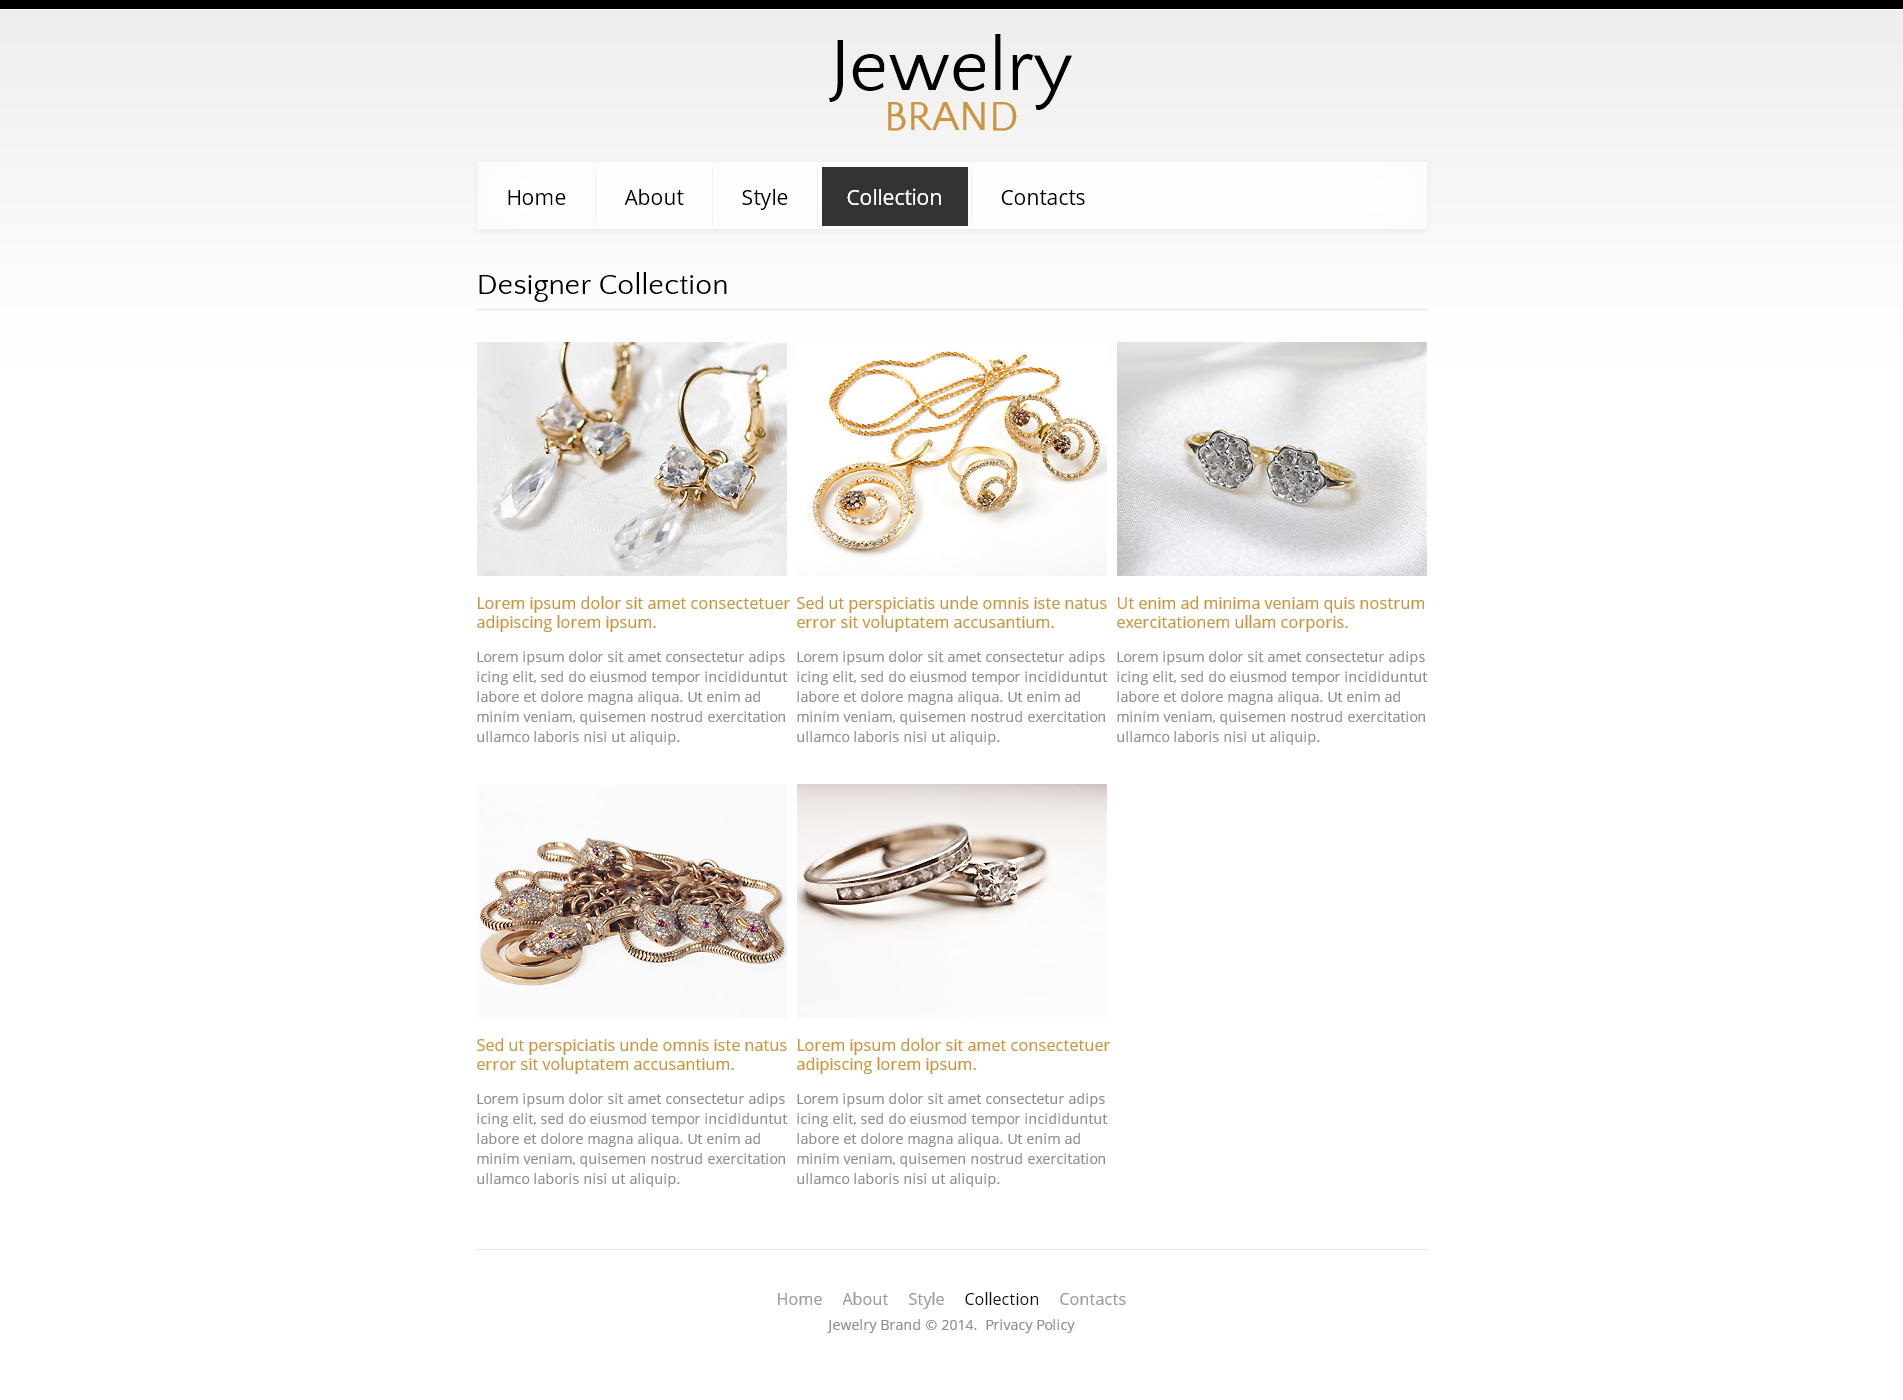 Jewelry
BRAND
Home About Style Collection Contacts
Designer Collection
Lorem ipsum dolor sit amet consectetuer
adipiscing lorem ipsum.
Lorem ipsum dolor sit amet consectetur adips
icing elit, sed do eiusmod tempor incididuntut
labore et dolore magna aliqua. Ut enim ad
minim veniam, quisemen nostrud exercitation
ullamco laboris nisi ut aliquip.
Sed ut perspiciatis unde omnis iste natus
error sit voluptatem accusantium.
Lorem ipsum dolor sit amet consectetur adips
icing elit, sed do eiusmod tempor incididuntut
labore et dolore magna aliqua. Ut enim ad
minim veniam, quisemen nostrud exercitation
ullamco laboris nisi ut aliquip.
Ut enim ad minima veniam quis nostrum
exercitationem ullam corporis.
Lorem ipsum dolor sit amet consectetur adips
icing elit, sed do eiusmod tempor incididuntut
labore et dolore magna aliqua. Ut enim ad
minim veniam, quisemen nostrud exercitation
ullamco laboris nisi ut aliquip.
Sed ut perspiciatis unde omnis iste natus
error sit voluptatem accusantium.
Lorem ipsum dolor sit amet consectetur adips
icing elit, sed do eiusmod tempor incididuntut
labore et dolore magna aliqua. Ut enim ad
minim veniam, quisemen nostrud exercitation
ullamco laboris nisi ut aliquip.
Lorem ipsum dolor sit amet consectetuer
adipiscing lorem ipsum.
Lorem ipsum dolor sit amet consectetur adips
icing elit, sed do eiusmod tempor incididuntut
labore et dolore magna aliqua. Ut enim ad
minim veniam, quisemen nostrud exercitation
ullamco laboris nisi ut aliquip.
Home About Style Collection Contacts
Jewelry Brand © 2014. Privacy Policy